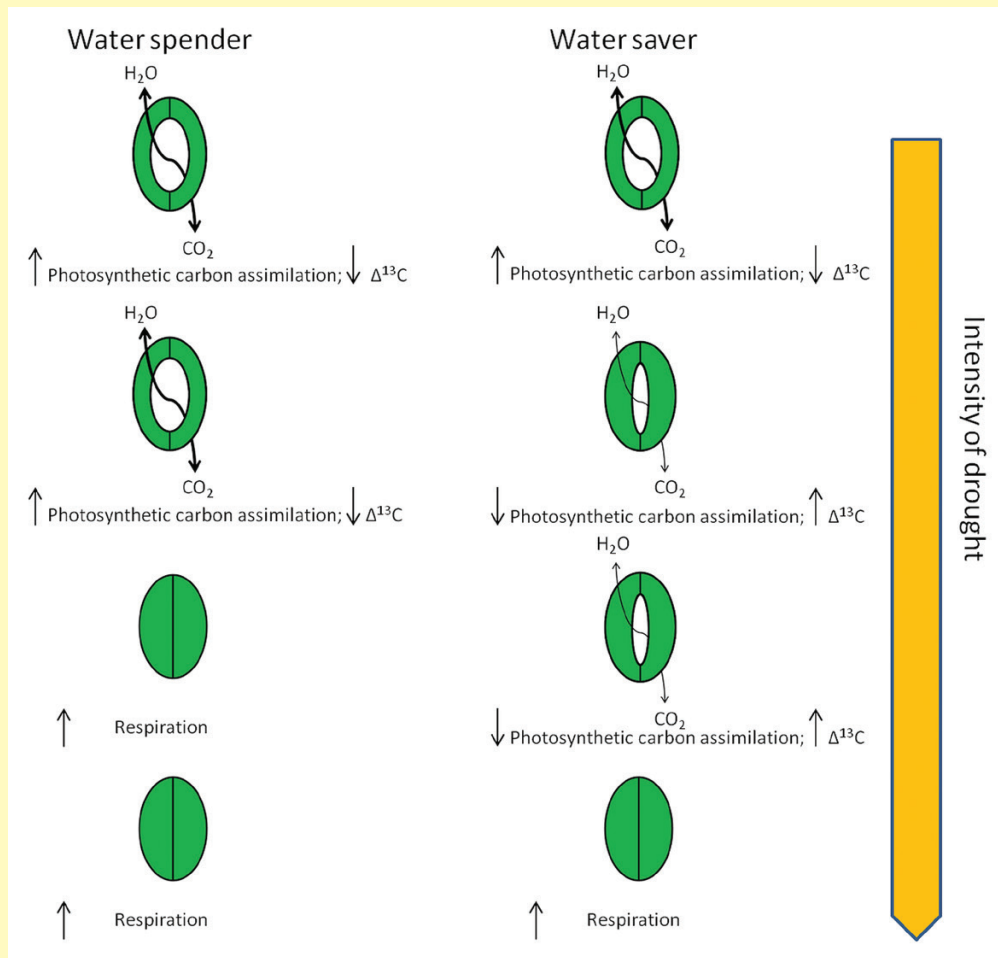 Water spender
H₂O
CO₂
Photosynthetic carbon assimilation; Δ¹³C
H₂O
CO₂
Photosynthetic carbon assimilation; Δ¹³C
Respiration
Respiration
Water saver
H₂O
CO₂
Photosynthetic carbon assimilation; Δ¹³C
H₂O
CO₂
Photosynthetic carbon assimilation; Δ¹³C
H₂O
CO₂
Photosynthetic carbon assimilation; Δ¹³C
Respiration
Intensity of drought